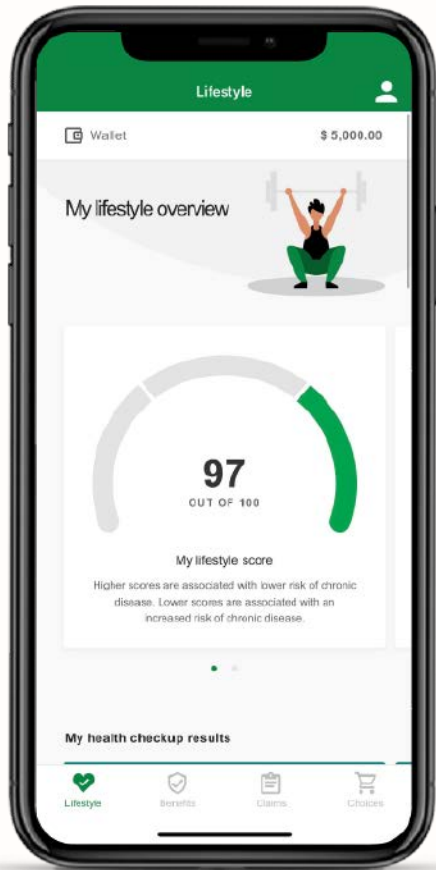 Lifestyle
Wallet
$ 5,000.00
My lifestyle overview
97
OUT OF 100
My lifestyle score
Higher scores are associated with lower risk of chronic
disease. Lower scores are associated with an
increased risk of chronic disease.
My health checkup results
Lifestyle
Benefits
Claims
Choices